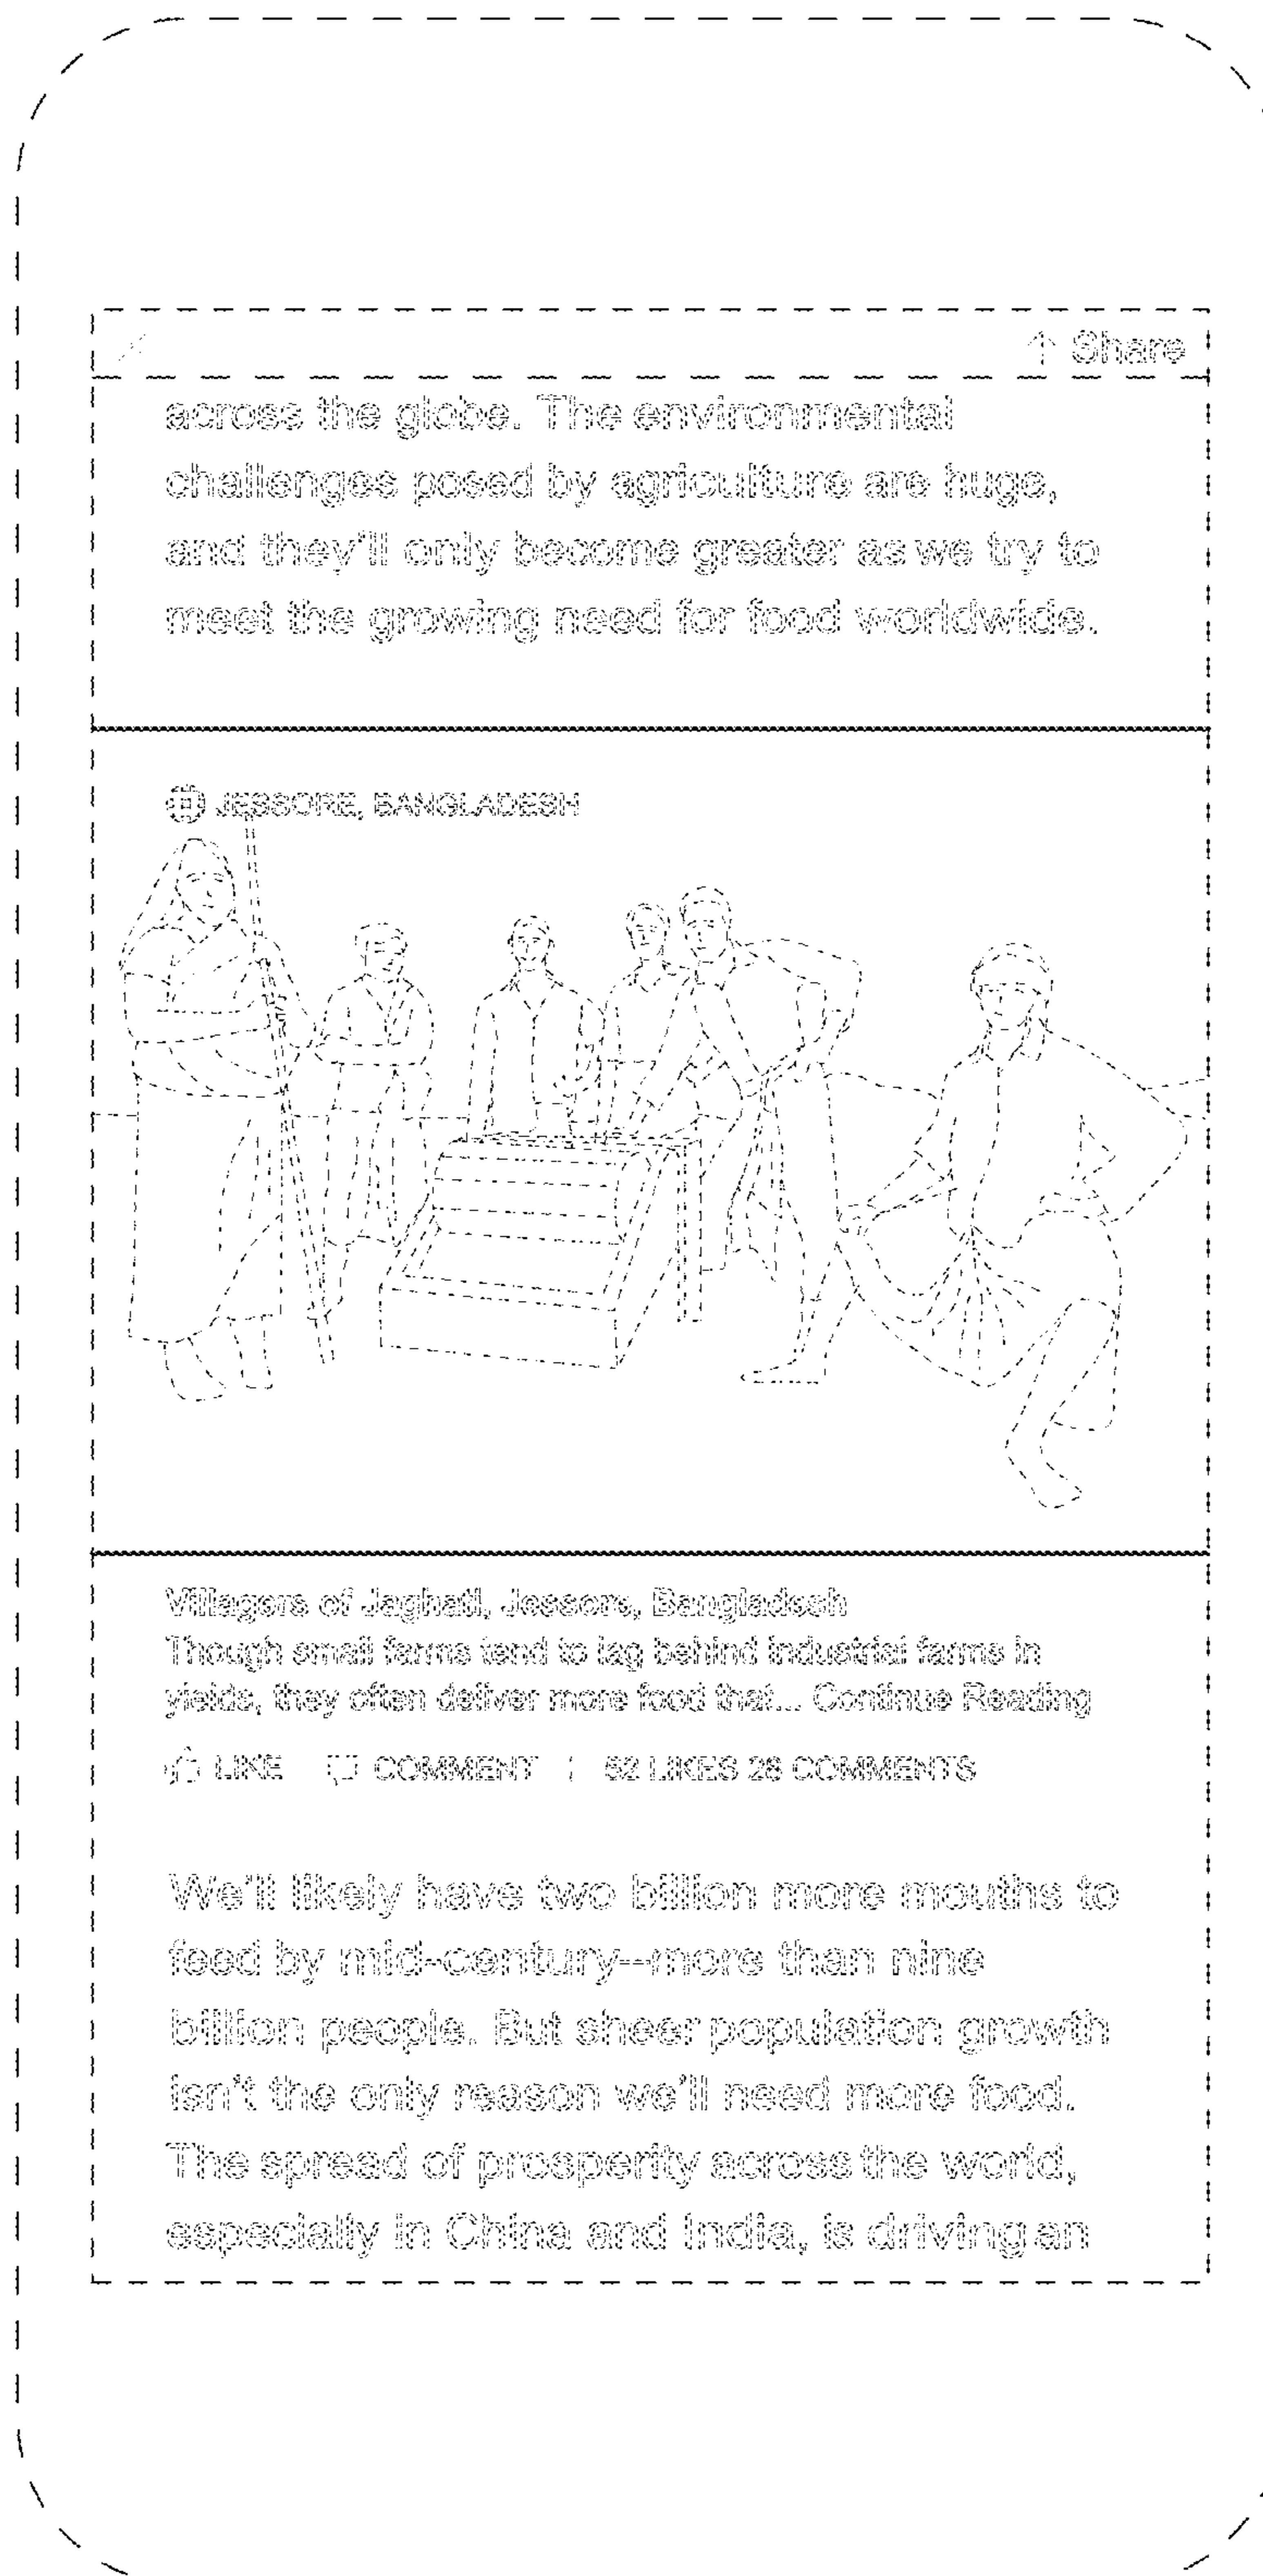 Share
across the globe. The environmental
challenges posed by agriculture are huge,
and they'll only become greater as we try to
meet the growing need for food worldwide.
JESSORE, BANGLADESH
Villagers of Jaghati, Jessore, Bangladesh
Though small farms tend to lag behind industrial farms in
yields, they often deliver more food that... Continue Reading
LIKE COMMENT | 52 LIKES 26 COMMENTS
We'll likely have two billion more mouths to
feed by mid-century--more than nine
billion people. But sheer population growth
isn't the only reason we'll need more food.
The spread of prosperity across the world,
especially in China and India, is driving an